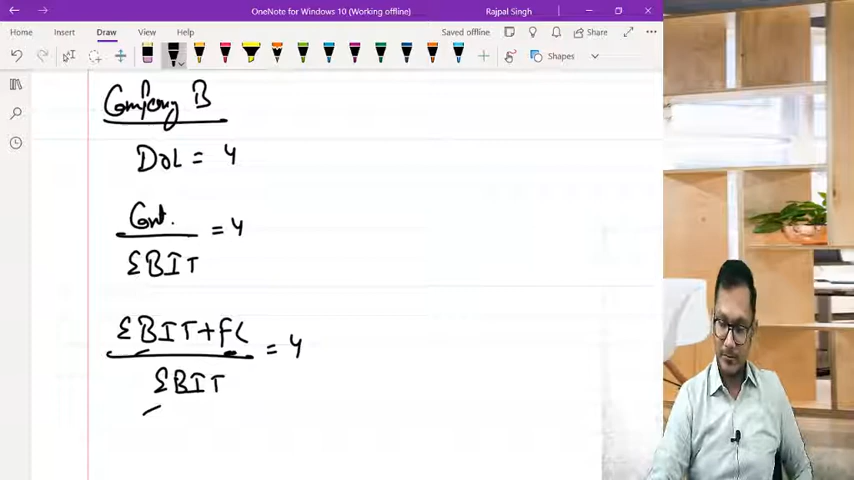 OneNote for Windows 10 (Working offline)
Rajpal Singh
Home Insert Draw View Help
Saved offline
Share
Shapes
Company B
DOL = 4
Cont.
= 4
EBIT
EBIT+FC
= 4
EBIT